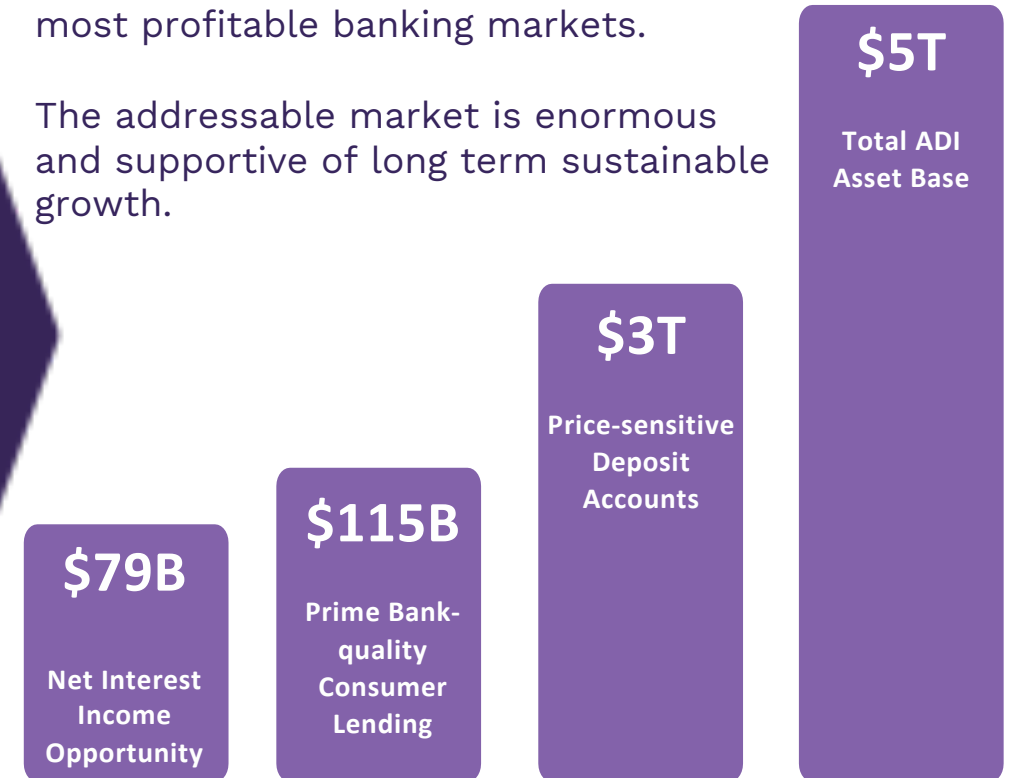 most profitable banking markets.
The addressable market is enormous
and supportive of long term sustainable
growth.
$79B
Net Interest
Income
Opportunity
$115B
Prime Bank-
quality
Consumer
Lending
$3T
Price-sensitive
Deposit
Accounts
$5T
Total ADI
Asset Base